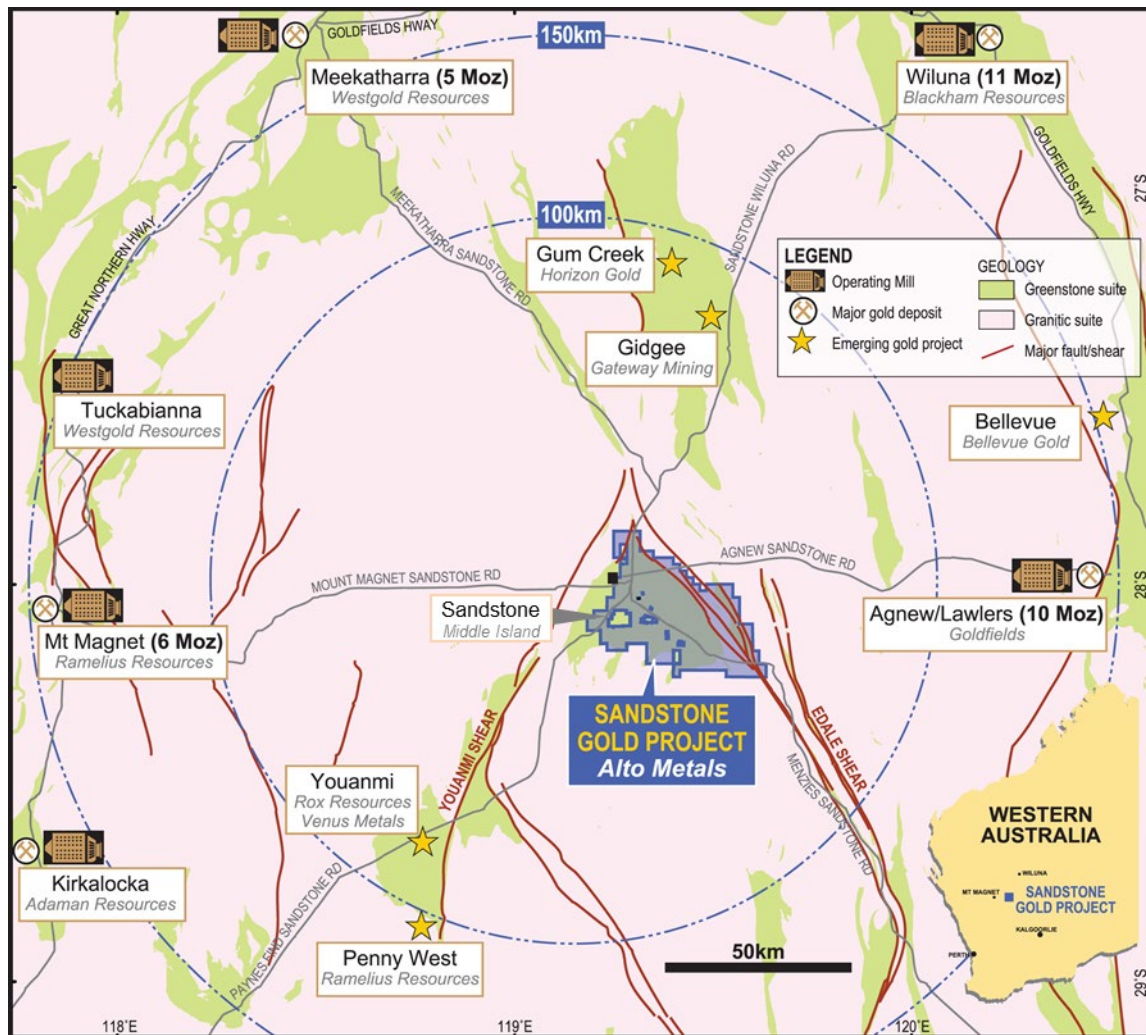 GOLDFIELDS HWAY
150km
Meekatharra (5 Moz)
Westgold Resources
Wiluna (11 Moz)
Blackham Resources
GOLDFIELDS HWY
27°S
SANDSTONE WILUNA RD
MEEKATHARRA SANDSTONE RD
100km
GREAT NORTHERN HWAY
Gum Creek
Horizon Gold
Gidgee
Gateway Mining
LEGEND
Operating Mill
Major gold deposit
Emerging gold project
GEOLOGY
Greenstone suite
Granitic suite
Major fault/shear
Tuckabianna
Westgold Resources
Bellevue
Bellevue Gold
AGNEW SANDSTONE RD
MOUNT MAGNET SANDSTONE RD
28°S
Sandstone
Middle Island
Mt Magnet (6 Moz)
Ramelius Resources
Agnew/Lawlers (10 Moz)
Goldfields
SANDSTONE
GOLD PROJECT
Alto Metals
YOUANMI SHEAR
EDALE SHEAR
MENZIES SANDSTONE RD
Youanmi
Rox Resources
Venus Metals
Kirkalocka
Adaman Resources
PAYNES FIND SANDSTONE RD
Penny West
Ramelius Resources
50km
WESTERN
AUSTRALIA
WILUNA
MT MAGNET
SANDSTONE
GOLD PROJECT
KALGOORLIE
PERTH
29°S
118°E
119°E
120°E